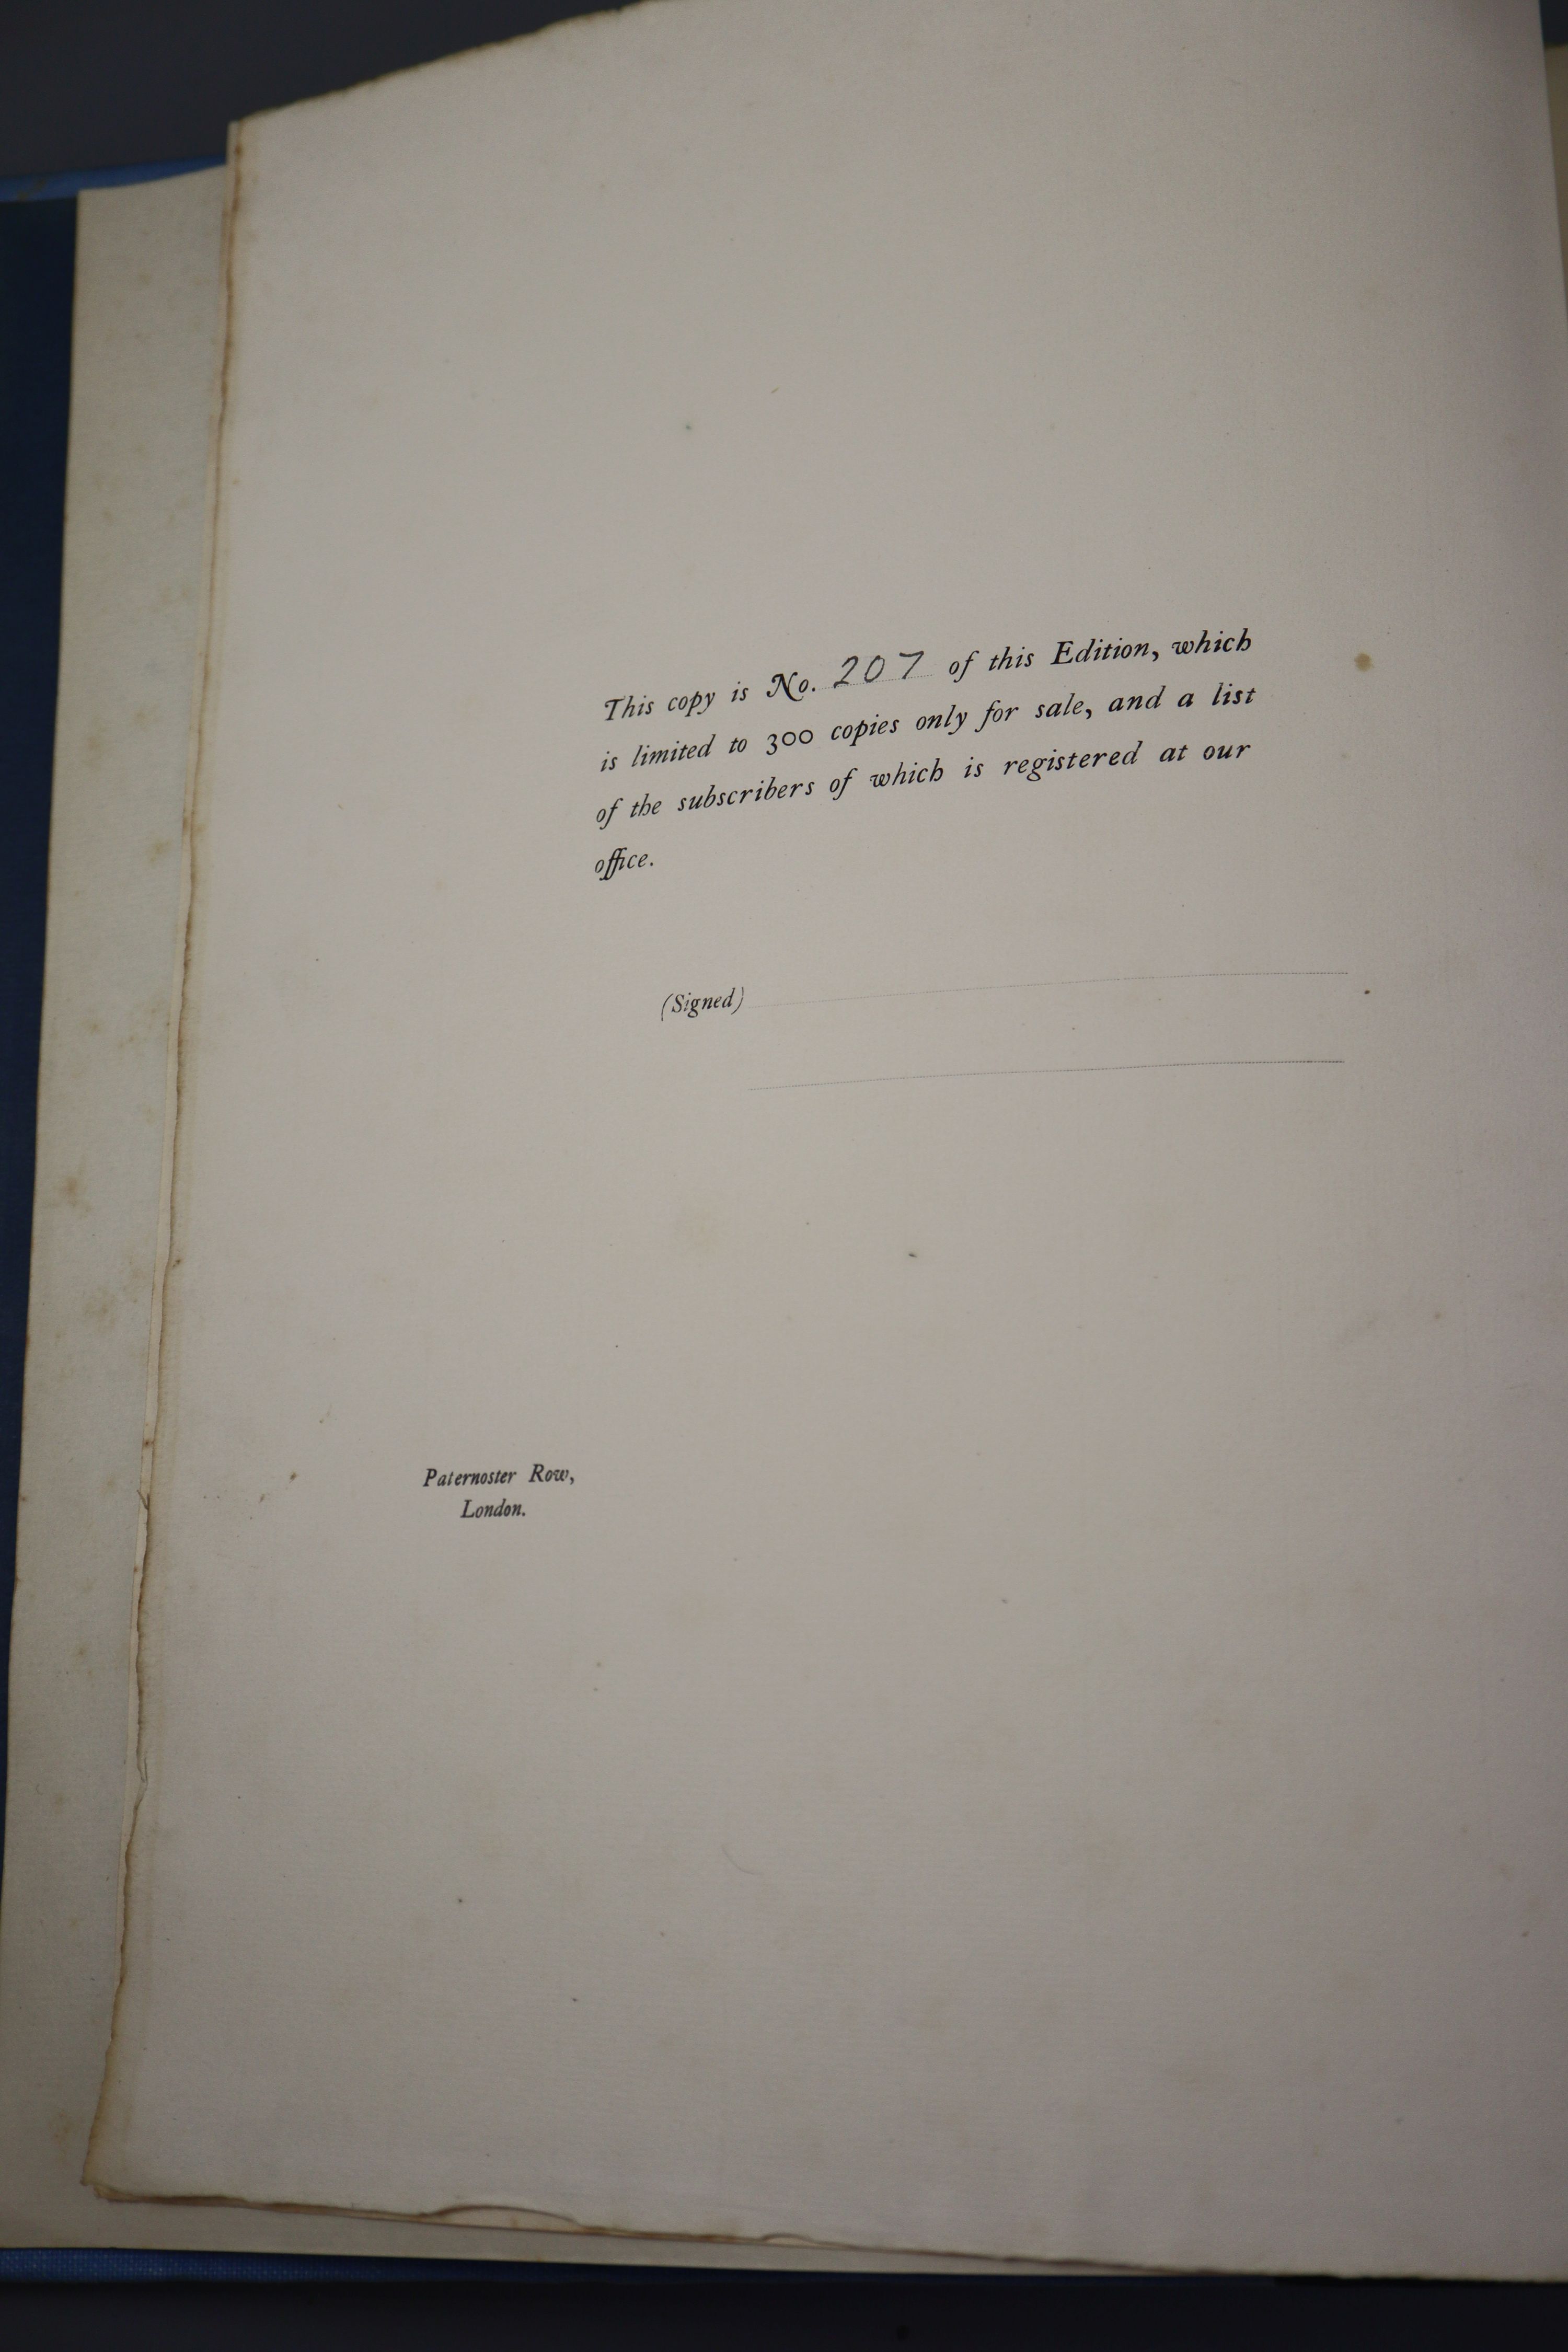 This copy is No. 207 of this Edition, which
is limited to 300 copies only for sale, and a list
of the subscribers of which is registered at our
office.
(Signed)
Paternoster Row,
London.